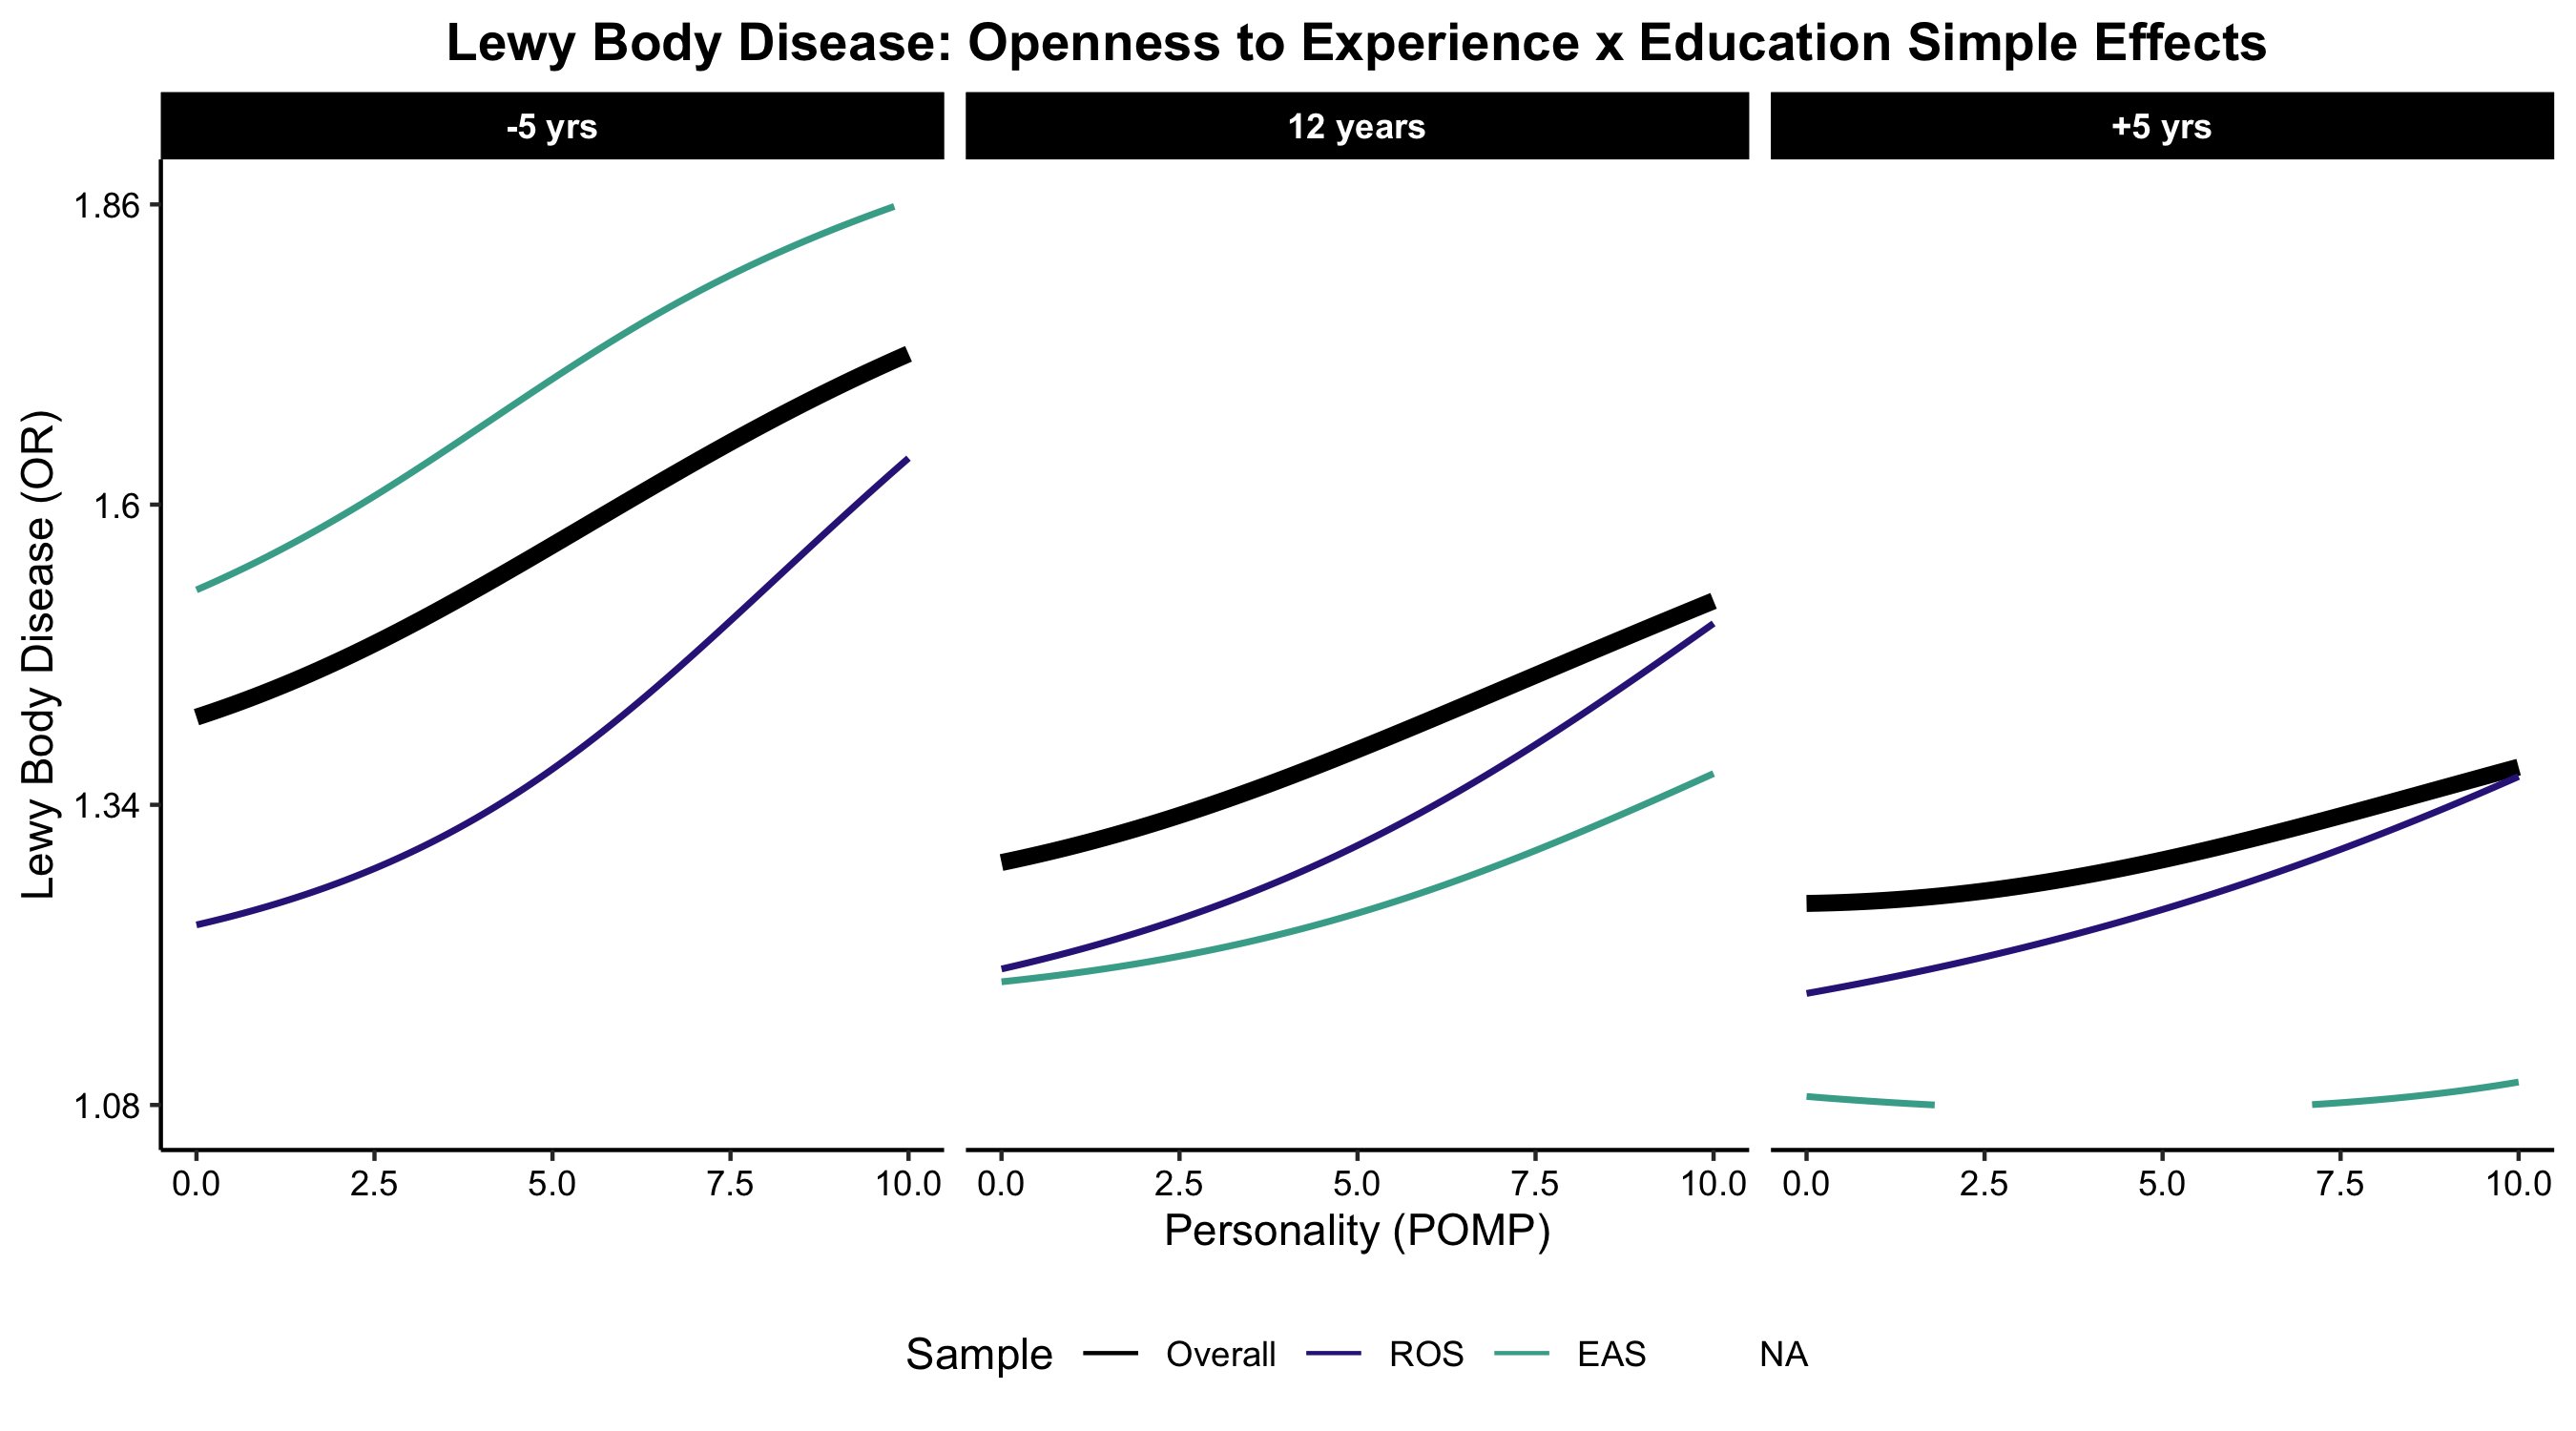 Lewy Body Disease: Openness to Experience x Education Simple Effects
-5 yrs 12 years +5 yrs
Lewy Body Disease (OR)
1.86
1.6
1.34
1.08
0.0 2.5 5.0 7.5 10.0 0.0 2.5 5.0 7.5 10.0 0.0 2.5 5.0 7.5 10.0
Personality (POMP)
Sample Overall ROS EAS NA